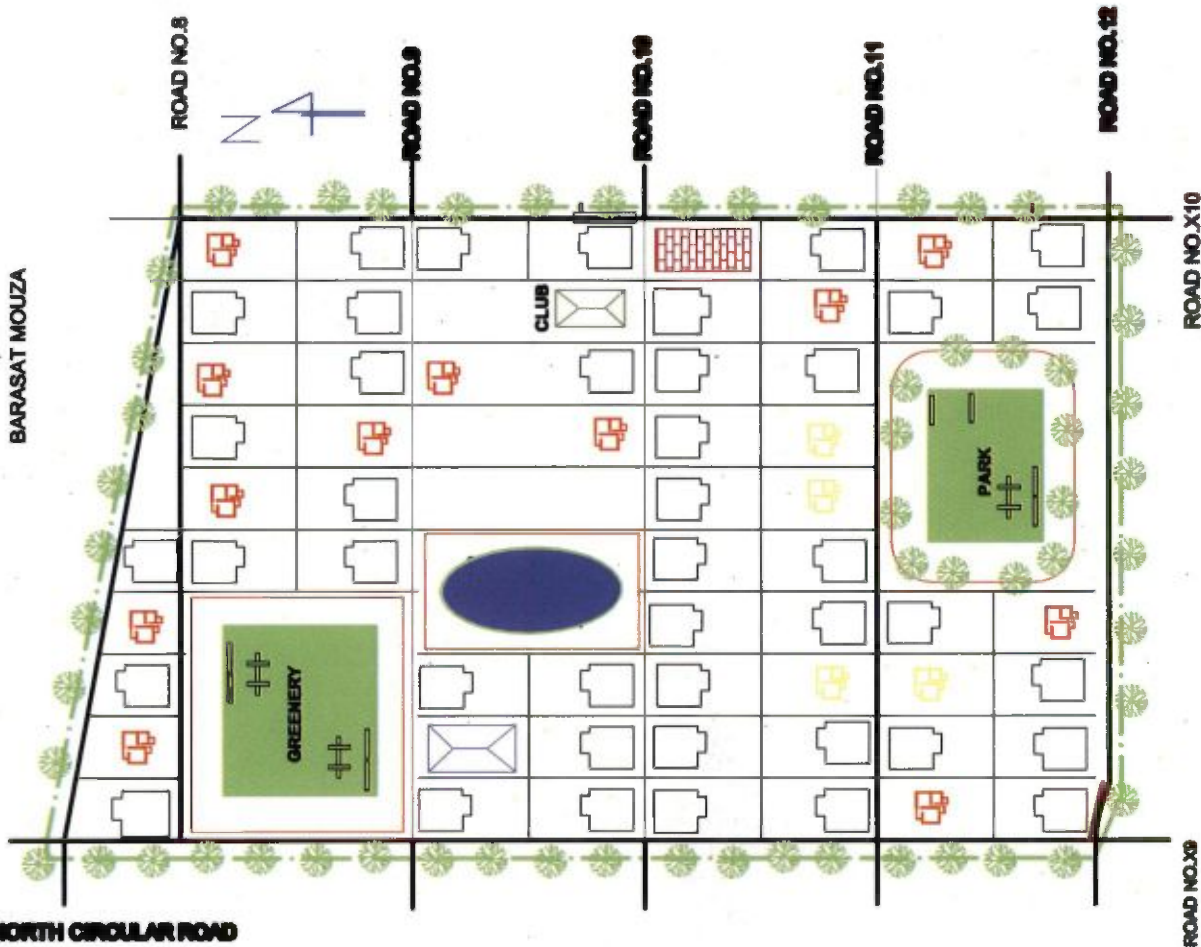 BARASAT MOUZA
ROAD NO.8
N
ROAD NO.9
ROAD NO.10
ROAD NO.11
ROAD NO.12
CLUB
PARK
GREENERY
NORTH CIRCULAR ROAD
ROAD NO.X9
ROAD NO.X10